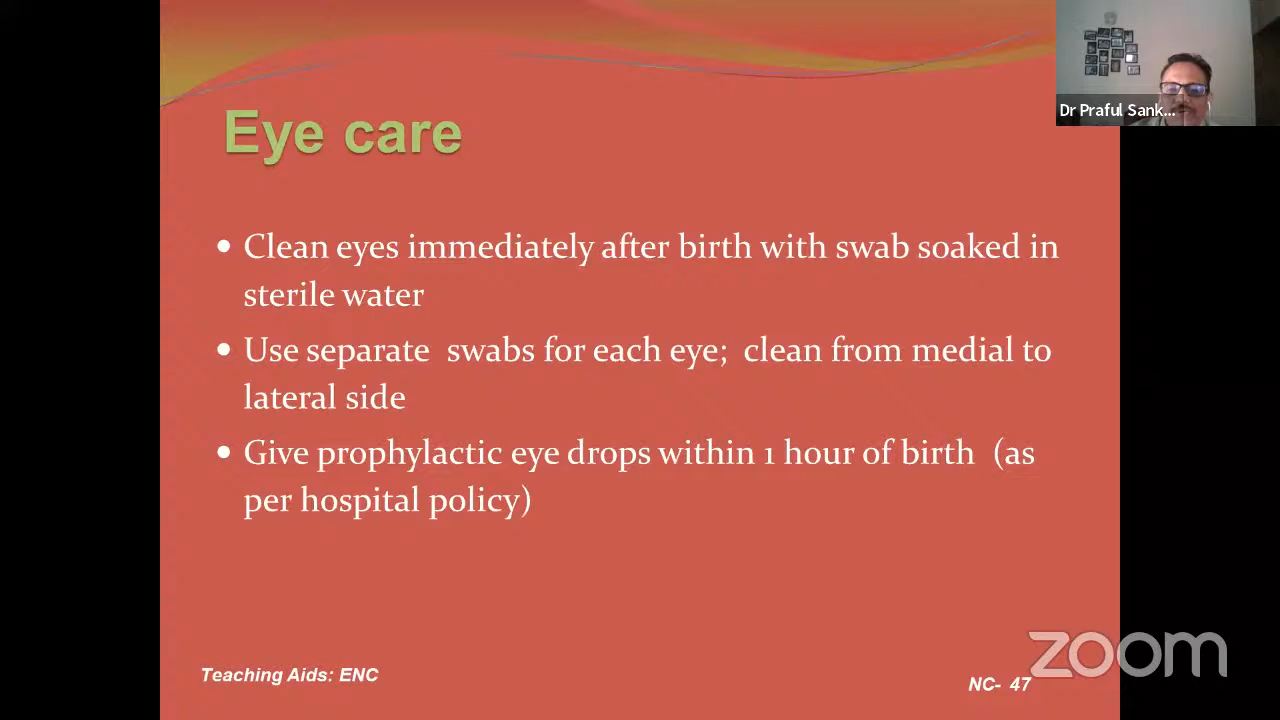 Eye care
Dr Praful Sank...
• Clean eyes immediately after birth with swab soaked in
sterile water
• Use separate swabs for each eye; clean from medial to
lateral side
• Give prophylactic eye drops within 1 hour of birth (as
per hospital policy)
Teaching Aids: ENC
NC- 47
zoom